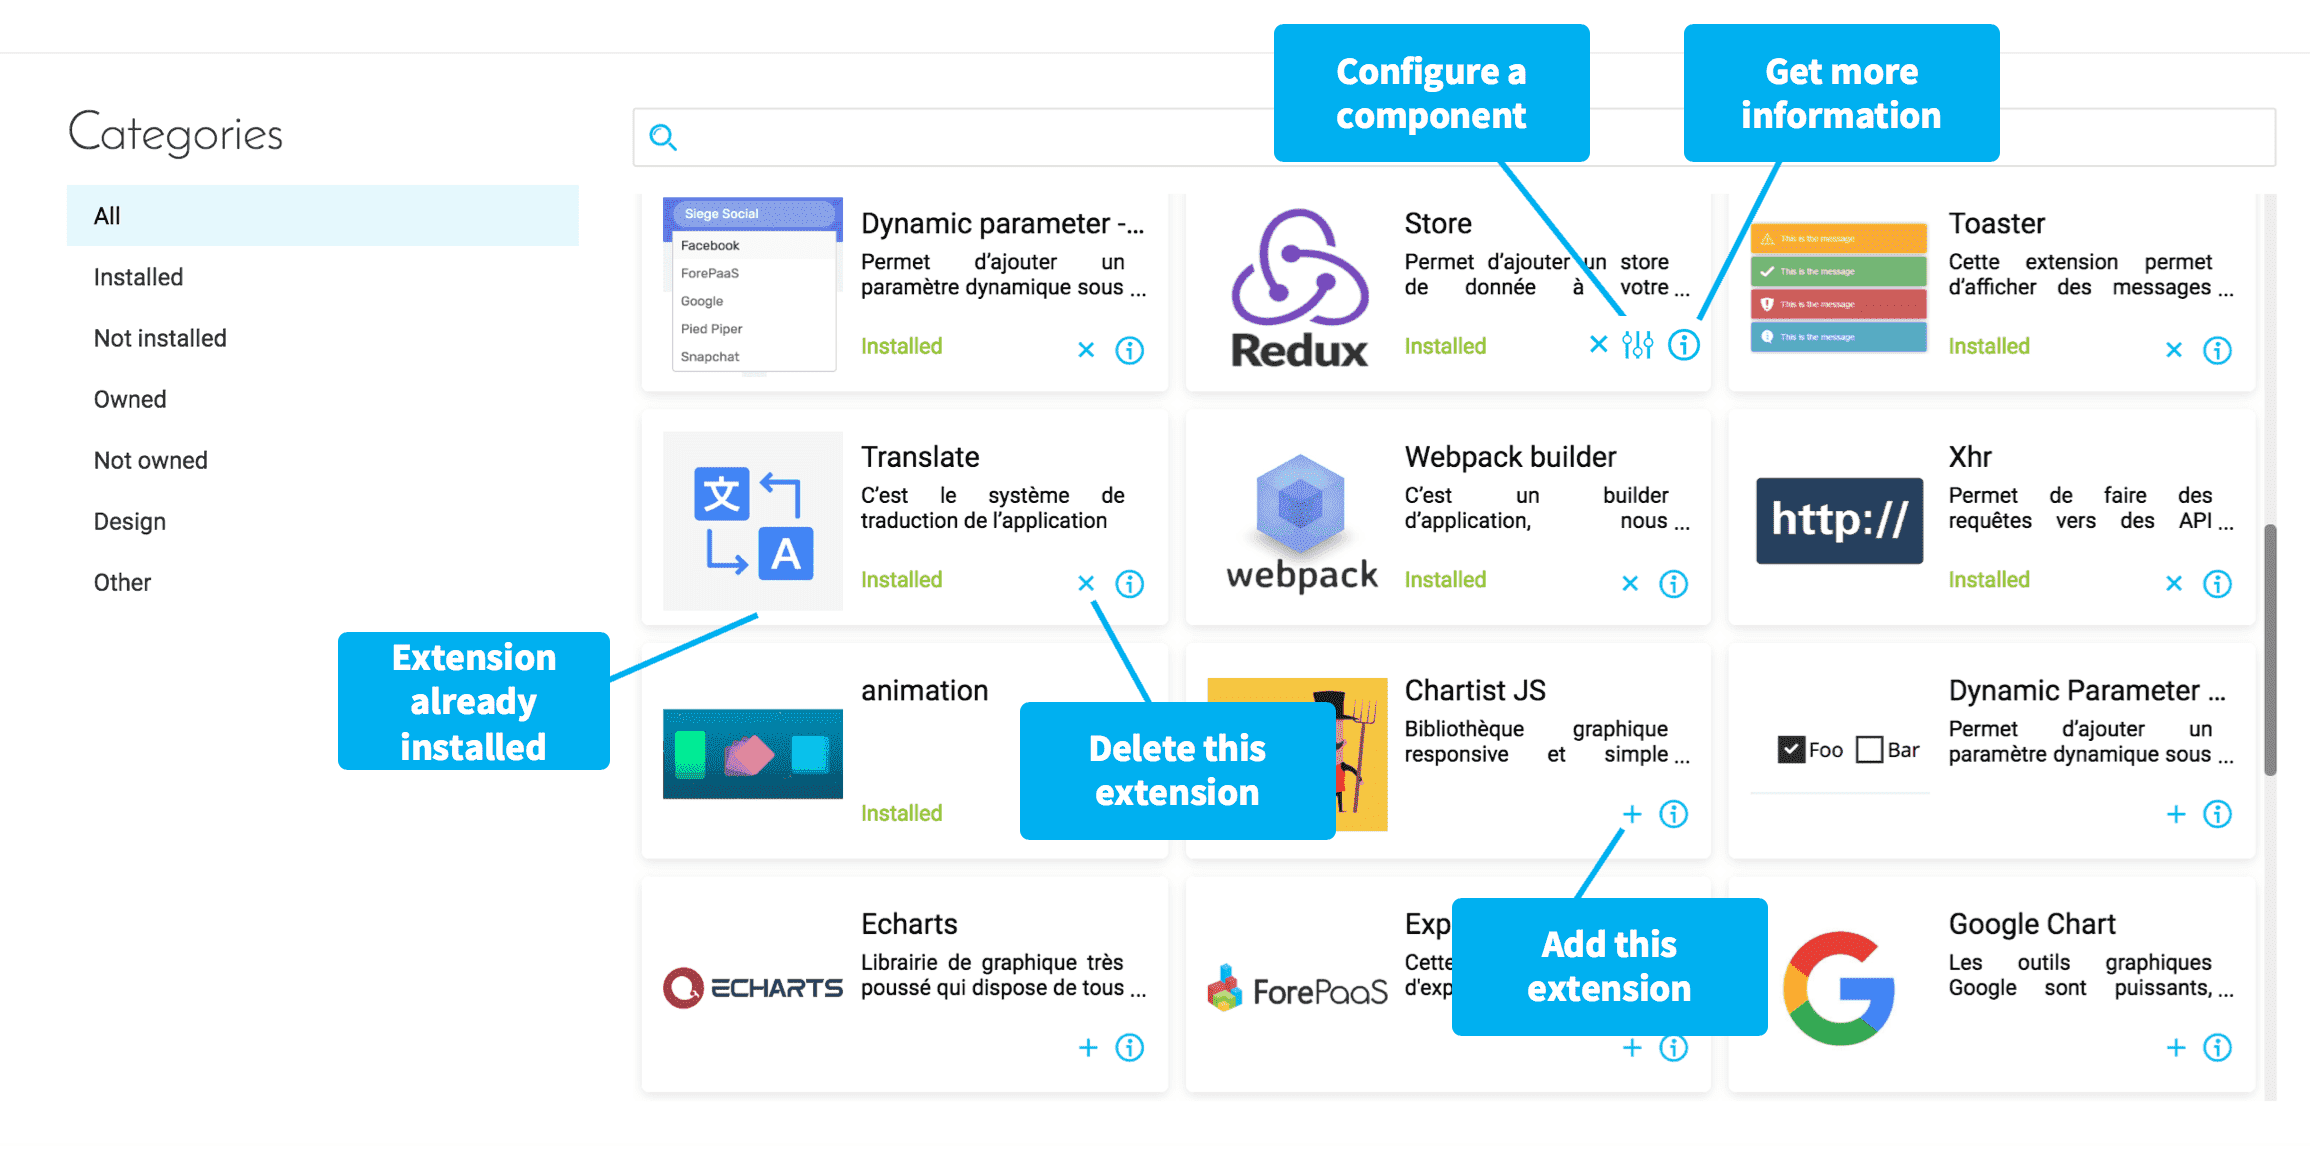 Configure a
component
Get more
information
Categories
All
Installed
Not installed
Owned
Not owned
Design
Other
Siege Social
Facebook
ForePaaS
Google
Pied Piper
Snapchat
Dynamic parameter -...
Permet d'ajouter un
paramètre dynamique sous ...
Installed
Redux
Store
Permet d'ajouter un store
de donnée à votre ...
Installed
This is the message
This is the message
This is the message
This is the message
Toaster
Cette extension permet
d'afficher des messages ...
Installed
文
A
Translate
C'est le système de
traduction de l'application
Installed
webpack
Webpack builder
C'est un builder
d'application, nous ...
Installed
http://
Xhr
Permet de faire des
requêtes vers des API ...
Installed
Extension
already
installed
animation
Installed
Delete this
extension
Chartist JS
Bibliothèque graphique
responsive et simple ...
Foo Bar
Dynamic Parameter ...
Permet d'ajouter un
paramètre dynamique sous ...
ECHARTS
Echarts
Librairie de graphique très
poussé qui dispose de tous ...
ForePaaS
Exp
Cette
d'exp
Add this
extension
Google Chart
Les outils graphiques
Google sont puissants, ...